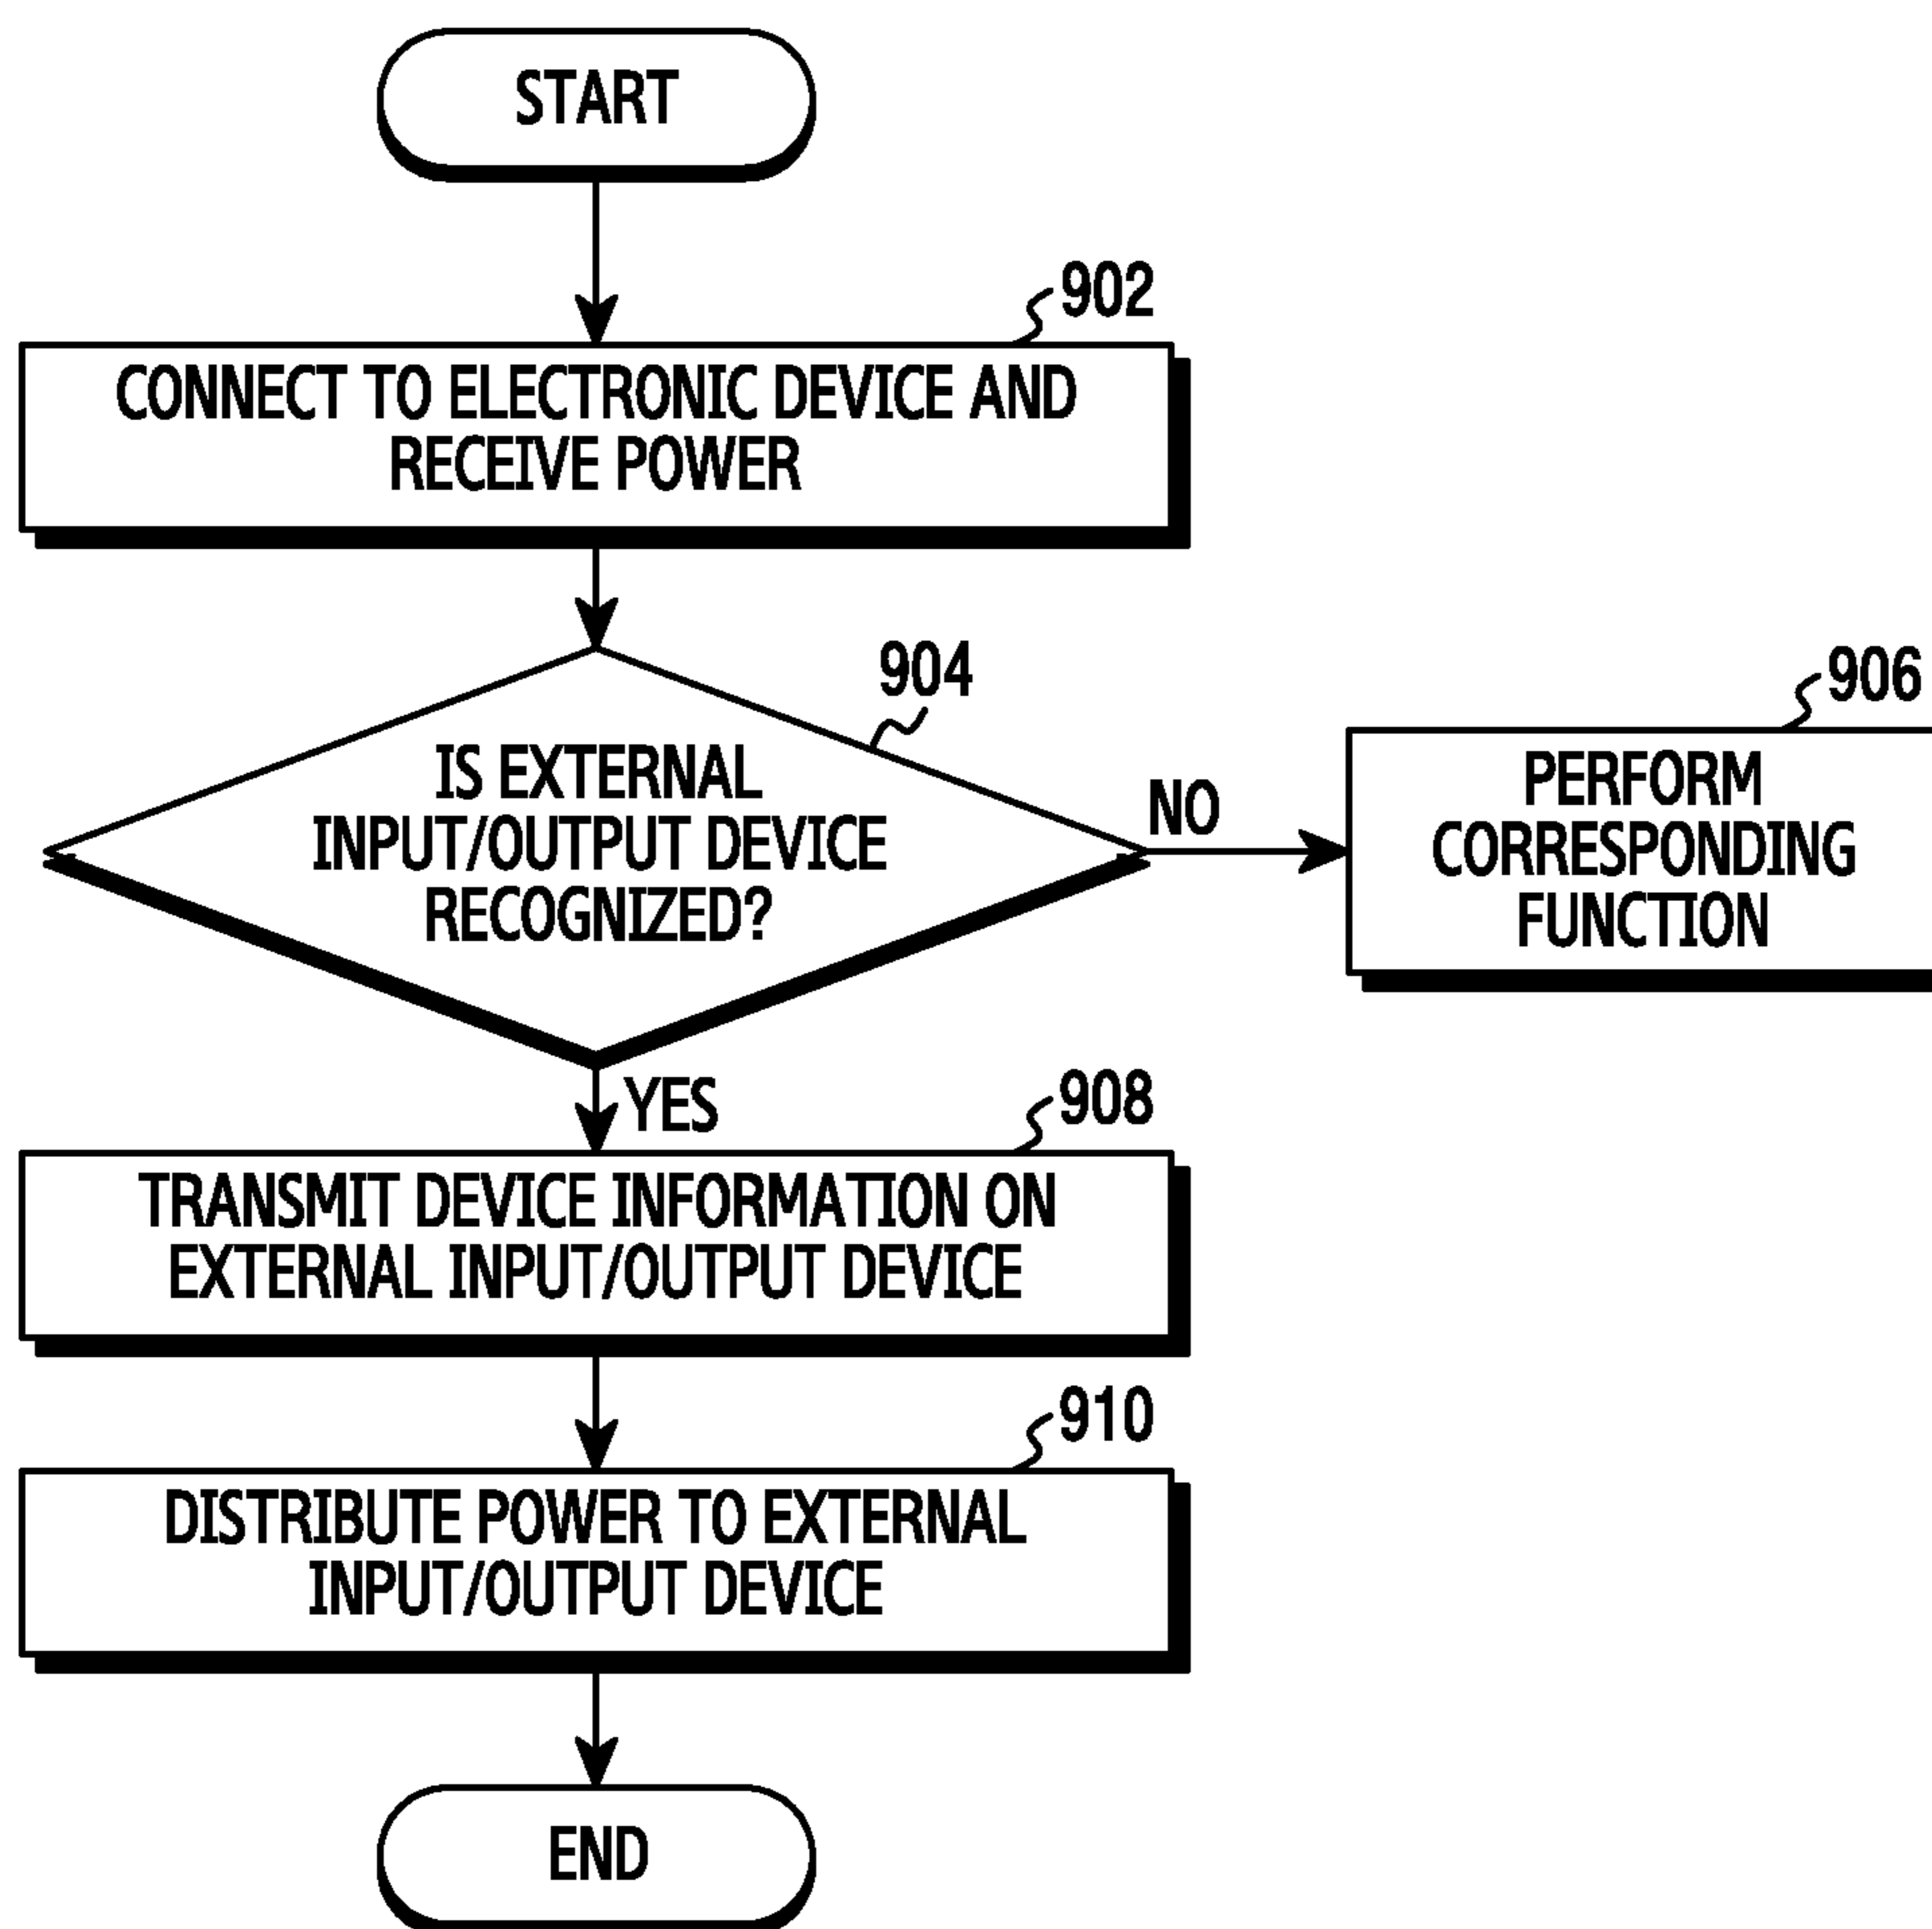 START
902
CONNECT TO ELECTRONIC DEVICE AND
RECEIVE POWER
904
IS EXTERNAL
INPUT/OUTPUT DEVICE
RECOGNIZED?
NO
906
PERFORM
CORRESPONDING
FUNCTION
YES
908
TRANSMIT DEVICE INFORMATION ON
EXTERNAL INPUT/OUTPUT DEVICE
910
DISTRIBUTE POWER TO EXTERNAL
INPUT/OUTPUT DEVICE
END